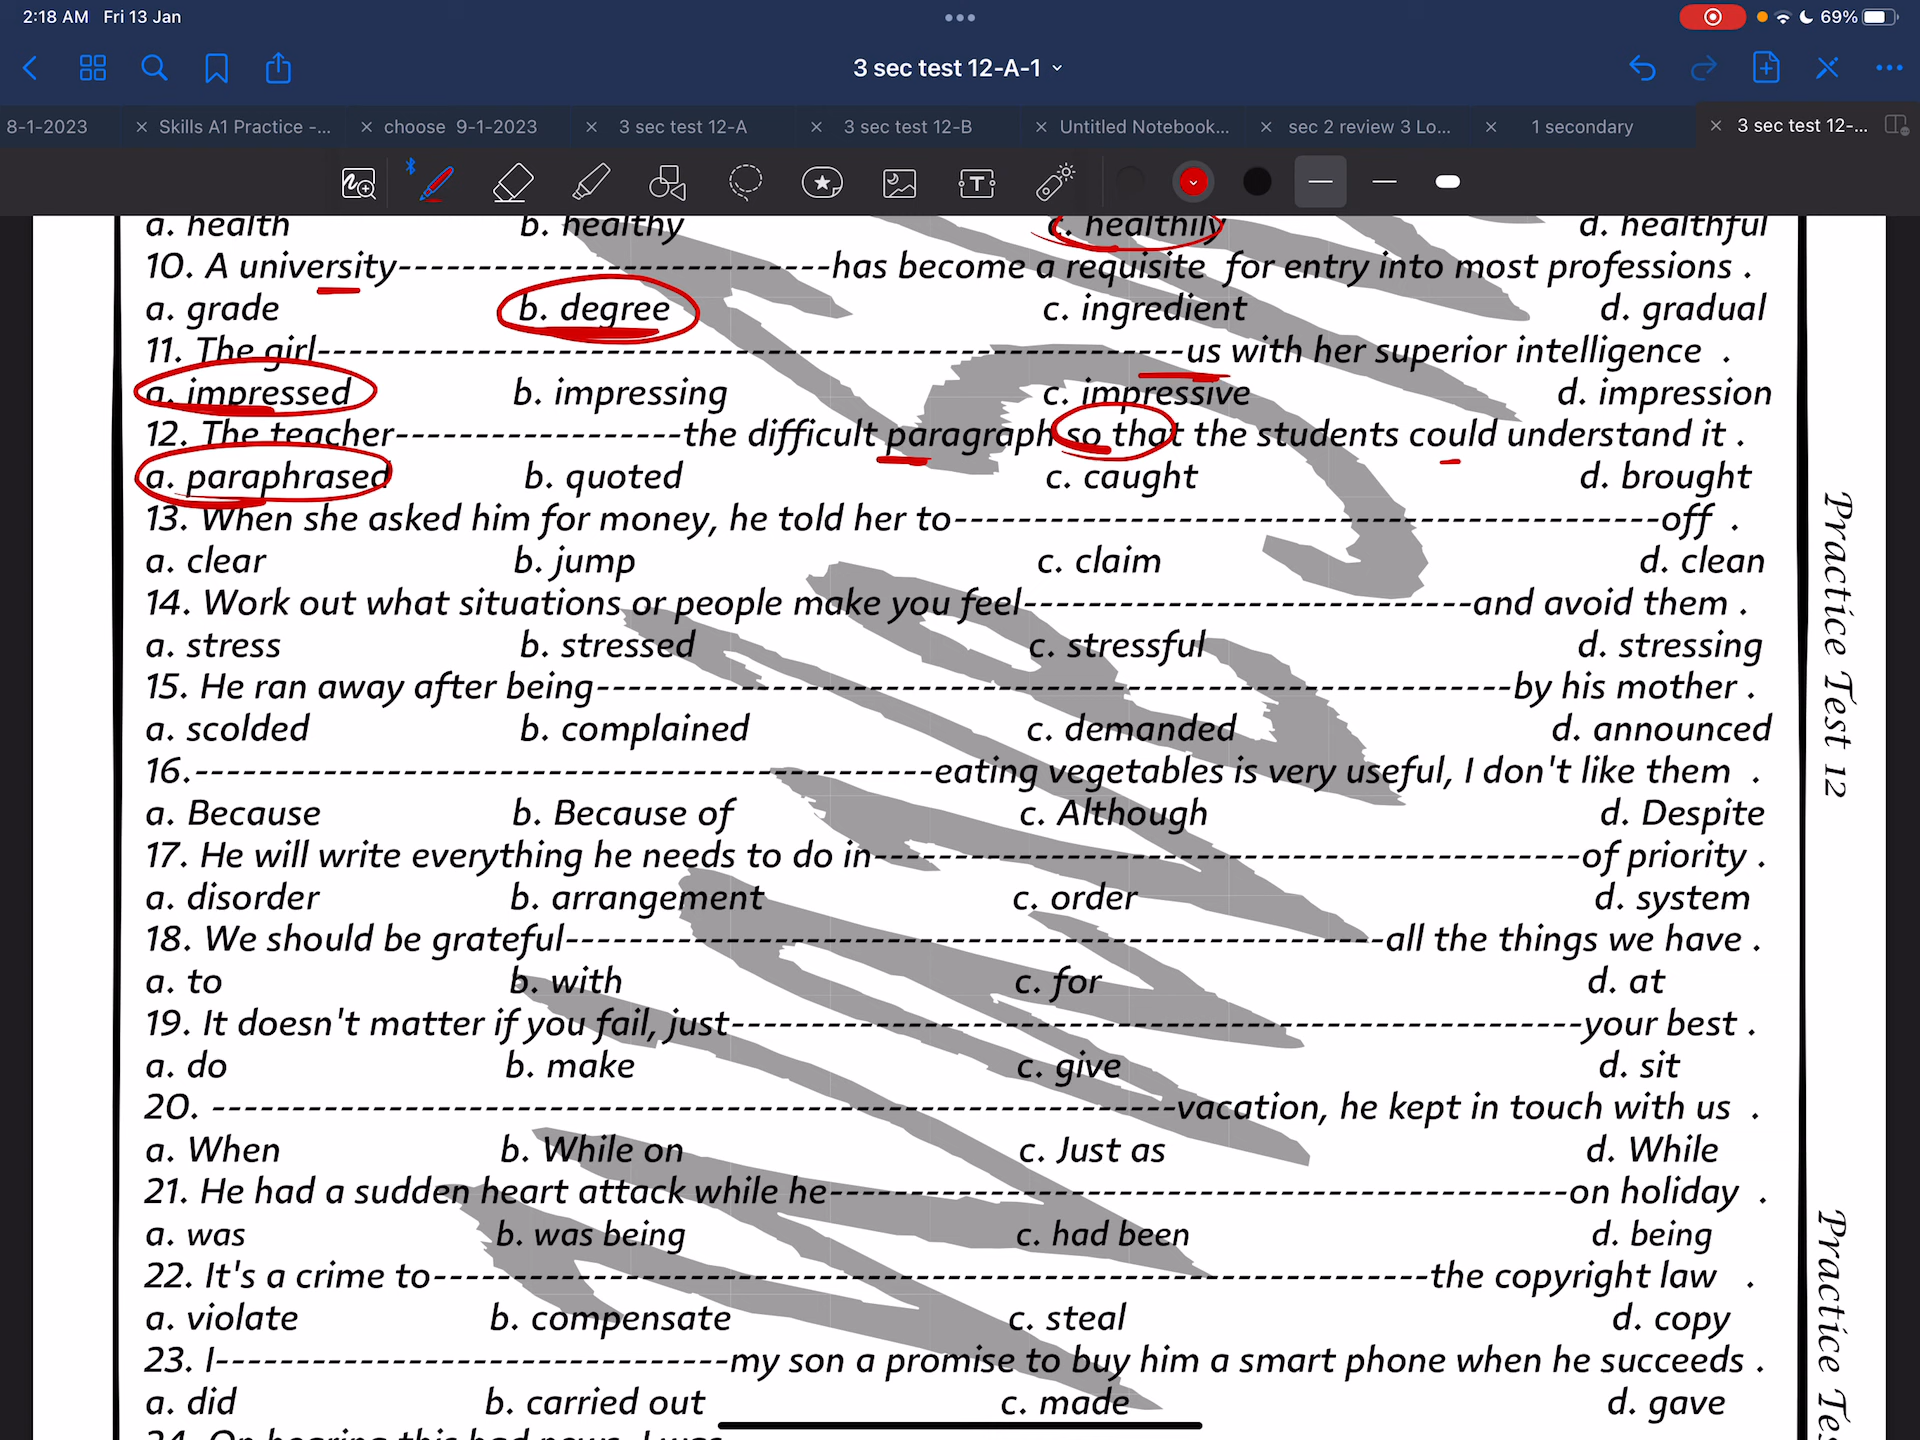 2:18 AM Fri 13 Jan
69%
3 sec test 12-A-1
8-1-2023 Skills A1 Practice -... choose 9-1-2023 3 sec test 12-A 3 sec test 12-B Untitled Notebook... sec 2 review 3 Lo... 1 secondary 3 sec test 12-...
a. health b. healthy c. healthily d. healthful
10. A university---------------------------has become a requisite for entry into most professions .
a. grade b. degree c. ingredient d. gradual
11. The girl------------------------------------------------------us with her superior intelligence .
a. impressed b. impressing c. impressive d. impression
12. The teacher------------------the difficult paragraph so that the students could understand it .
a. paraphrased b. quoted c. caught d. brought
13. When she asked him for money, he told her to--------------------------------------------off .
a. clear b. jump c. claim d. clean
14. Work out what situations or people make you feel----------------------------and avoid them .
a. stress b. stressed c. stressful d. stressing
15. He ran away after being---------------------------------------------------------by his mother .
a. scolded b. complained c. demanded d. announced
16.----------------------------------------------eating vegetables is very useful, I don't like them .
a. Because b. Because of c. Although d. Despite
17. He will write everything he needs to do in--------------------------------------------of priority .
a. disorder b. arrangement c. order d. system
18. We should be grateful---------------------------------------------------all the things we have .
a. to b. with c. for d. at
19. It doesn't matter if you fail, just-----------------------------------------------------your best .
a. do b. make c. give d. sit
20. ------------------------------------------------------------vacation, he kept in touch with us .
a. When b. While on c. Just as d. While
21. He had a sudden heart attack while he----------------------------------------------on holiday .
a. was b. was being c. had been d. being
22. It's a crime to--------------------------------------------------------------the copyright law .
a. violate b. compensate c. steal d. copy
23. I--------------------------------my son a promise to buy him a smart phone when he succeeds .
a. did b. carried out c. made d. gave
Practice Test 12